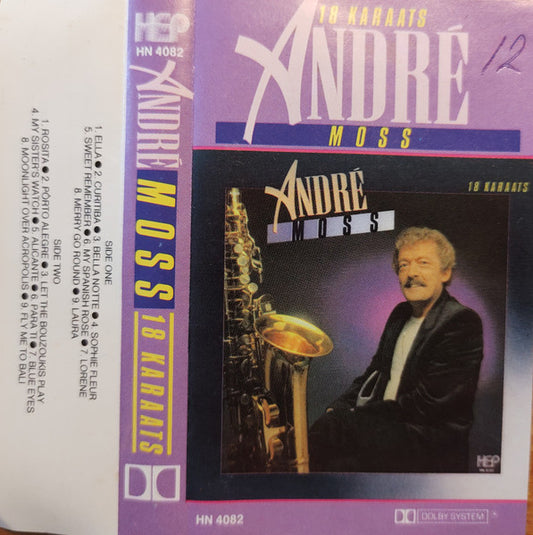 SIDE ONE
1. ELLA ● 2. CURITIBA ● 3. BELLA NOTTE ● 4. SOPHIE FLEUR
5. SWEET REMEMBER ● 6. MY SPANISH ROSE ● 7. LORENE
8. MERRY GO ROUND ● 9. LAURA
SIDE TWO
1. ROSITA ● 2. PORTO ALEGRE ● 3. LET THE BOUZOUKIS PLAY
4. MY SISTER'S WATCH ● 5. ALICANTE ● 6. PARA TI ● 7. BLUE EYES
8. MOONLIGHT OVER ACROPOLIS ● 9. FLY ME TO BALI
HEP
HN 4082
ANDRÉ MOSS 18 KARAATS
HN 4082
18 KARAATS
ANDRÉ
MOSS
12
ANDRÉ
MOSS
18 KARAATS
HEP
DOLBY SYSTEM